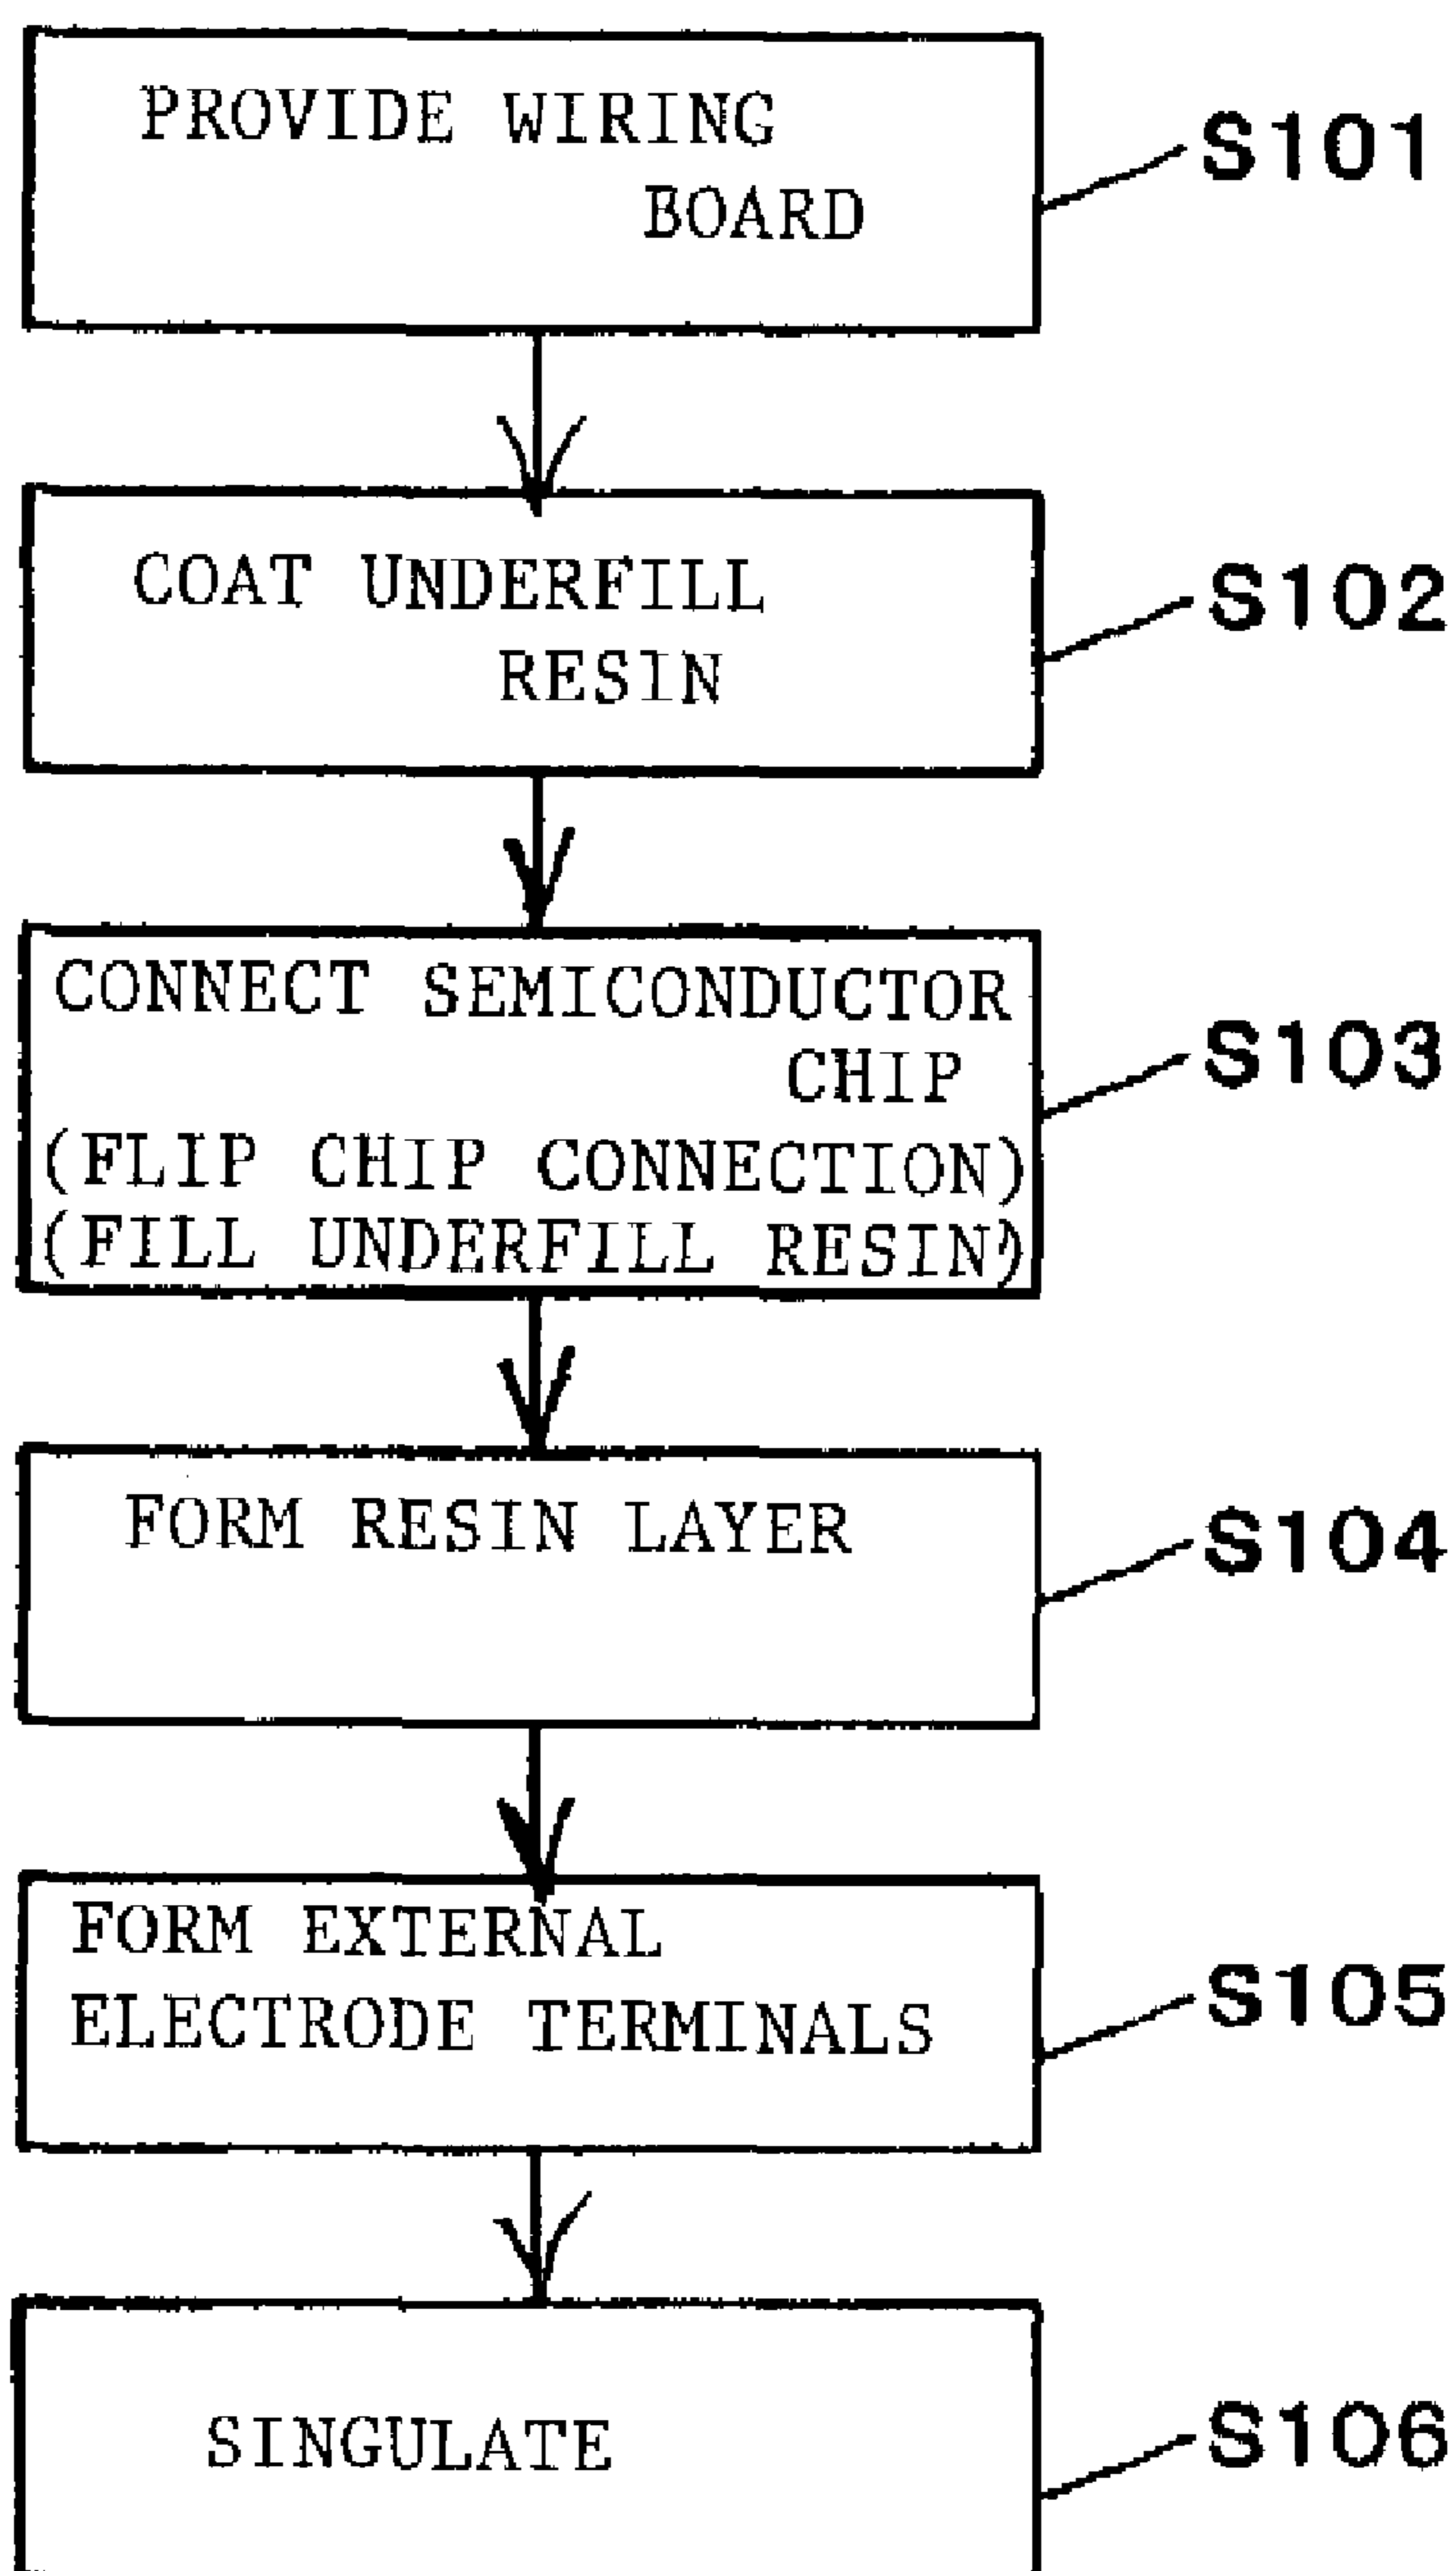 PROVIDE WIRING
BOARD
S101
COAT UNDERFILL
RESIN
S102
CONNECT SEMICONDUCTOR
CHIP
(FLIP CHIP CONNECTION)
(FILL UNDERFILL RESIN)
S103
FORM RESIN LAYER
S104
FORM EXTERNAL
ELECTRODE TERMINALS
S105
SINGULATE
S106